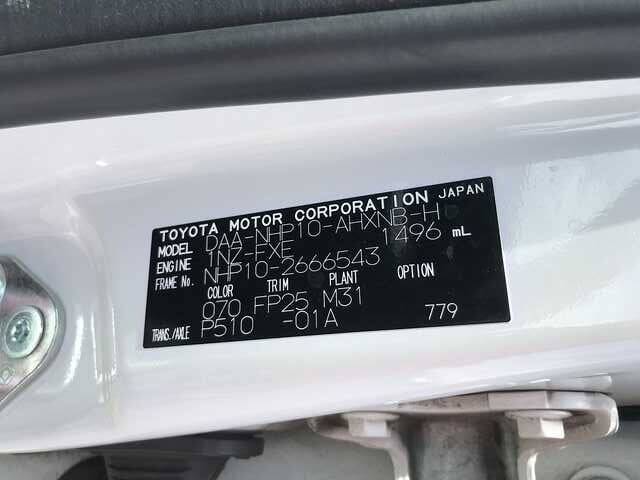 TOYOTA MOTOR CORPORATION JAPAN
MODEL DAA-NHP10-AHXNB-H
ENGINE 1NZ-FXE 1496 mL
FRAME No. NHP10-2666543
COLOR TRIM PLANT OPTION
070 FP25 M31
TRANS./AXLE P510 -01A 779